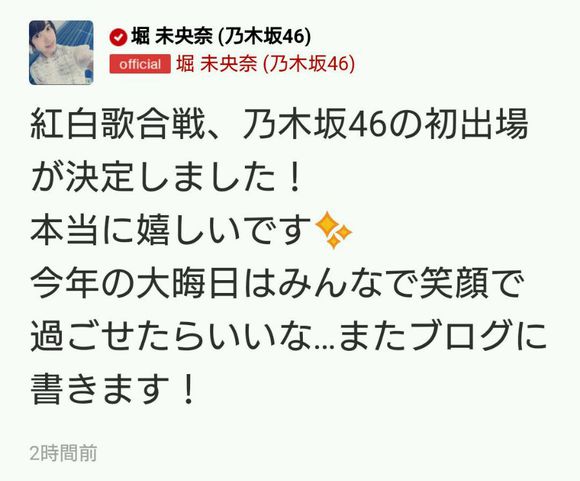 堀 未央奈 (乃木坂46)
official 堀 未央奈 (乃木坂46)
紅白歌合戦、乃木坂46の初出場
が決定しました！
本当に嬉しいです✨
今年の大晦日はみんなで笑顔で
過ごせたらいいな…またブログに
書きます！
2時間前